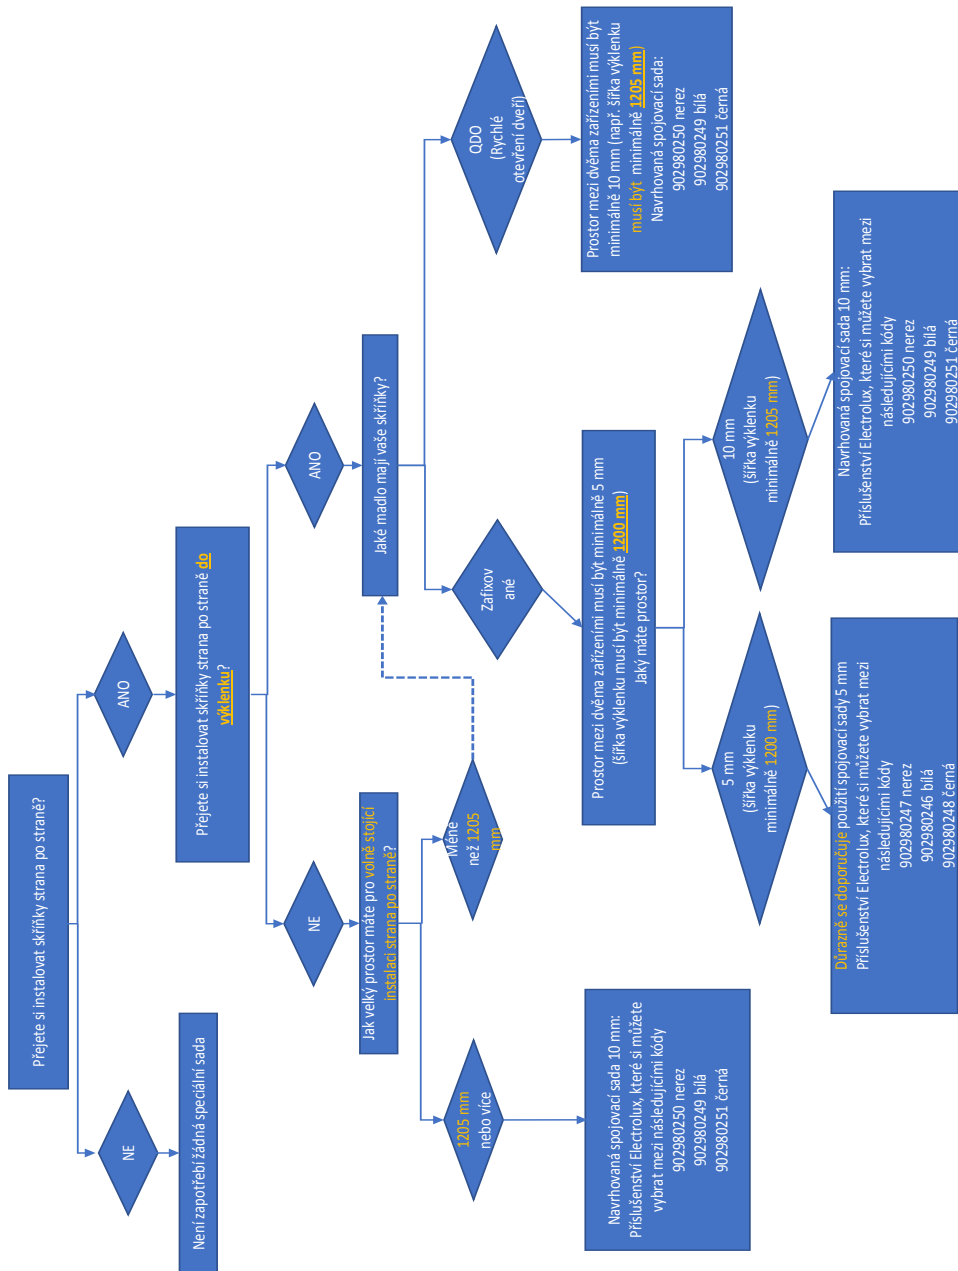 Přejete si instalovat skříňky strana po straně?
NE
ANO
Není zapotřebí žádná speciální sada
Přejete si instalovat skříňky strana po straně do
výklenku?
NE
ANO
Jak velký prostor máte pro volně stojící
instalaci strana po straně?
Jaké madlo mají vaše skříňky?
1205 mm
nebo více
Méně
než 1205
mm
Zafixov
ané
QDO
(Rychlé
otevření dveří)
Navrhovaná spojovací sada 10 mm:
Příslušenství Electrolux, které si můžete
vybrat mezi následujícími kódy
902980250 nerez
902980249 bílá
902980251 černá
Prostor mezi dvěma zařízeními musí být minimálně 5 mm
(šířka výklenku musí být minimálně 1200 mm)
Jaký máte prostor?
Prostor mezi dvěma zařízeními musí být
minimálně 10 mm (např. šířka výklenku
musí být minimálně 1205 mm)
Navrhovaná spojovací sada:
902980250 nerez
902980249 bílá
902980251 černá
5 mm
(šířka výklenku
minimálně 1200 mm)
10 mm
(šířka výklenku
minimálně 1205 mm)
Důrazně se doporučuje použití spojovací sady 5 mm
Příslušenství Electrolux, které si můžete vybrat mezi
následujícími kódy
902980247 nerez
902980246 bílá
902980248 černá
Navrhovaná spojovací sada 10 mm:
Příslušenství Electrolux, které si můžete vybrat mezi
následujícími kódy
902980250 nerez
902980249 bílá
902980251 černá